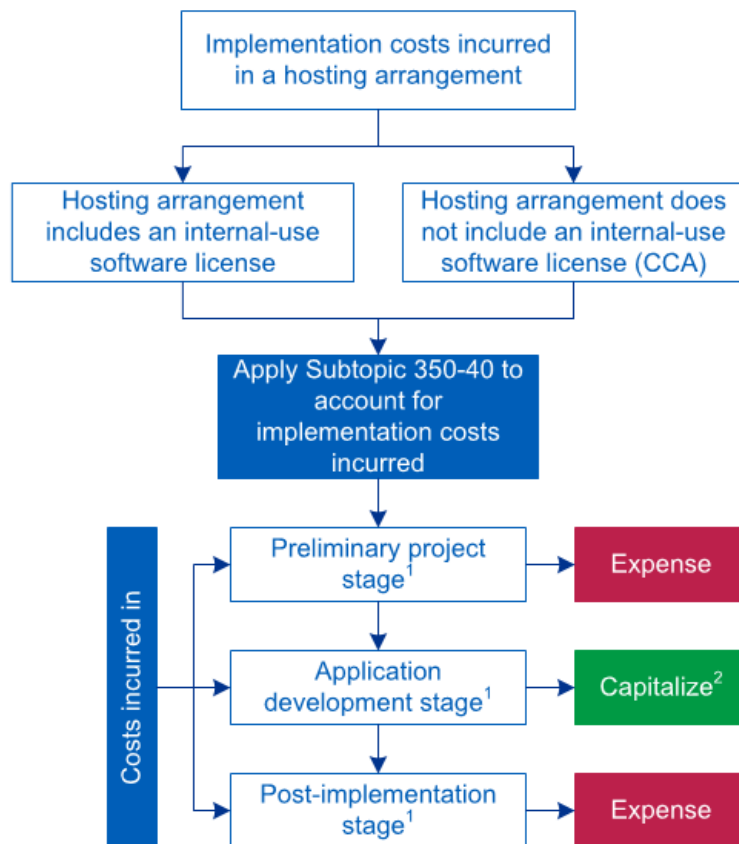 Implementation costs incurred
in a hosting arrangement
Hosting arrangement
includes an internal-use
software license
Hosting arrangement does
not include an internal-use
software license (CCA)
Apply Subtopic 350-40 to
account for
implementation costs
incurred
Costs incurred in
Preliminary project
stage¹
Expense
Application
development stage¹
Capitalize²
Post-implementation
stage¹
Expense